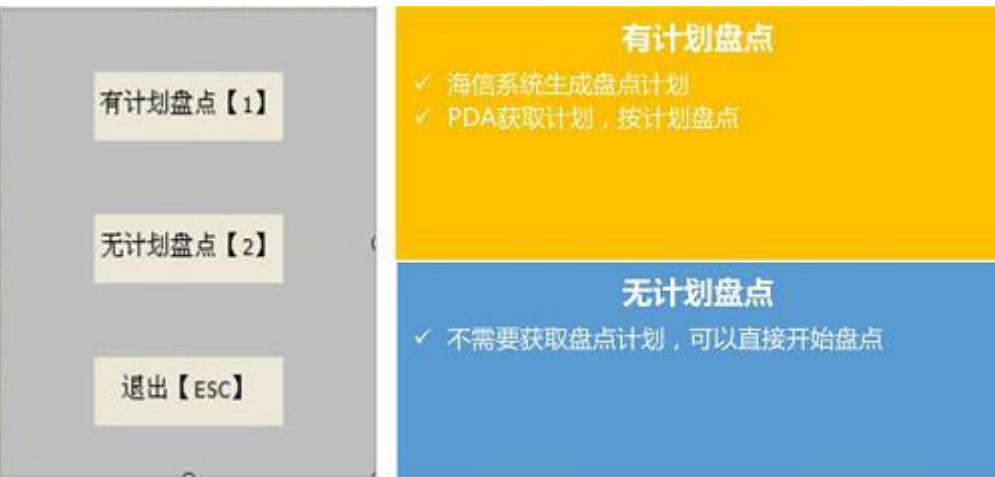 有计划盘点【1】
无计划盘点【2】
退出【ESC】
有计划盘点
✓ 海信系统生成盘点计划
✓ PDA获取计划，按计划盘点
无计划盘点
✓ 不需要获取盘点计划，可以直接开始盘点